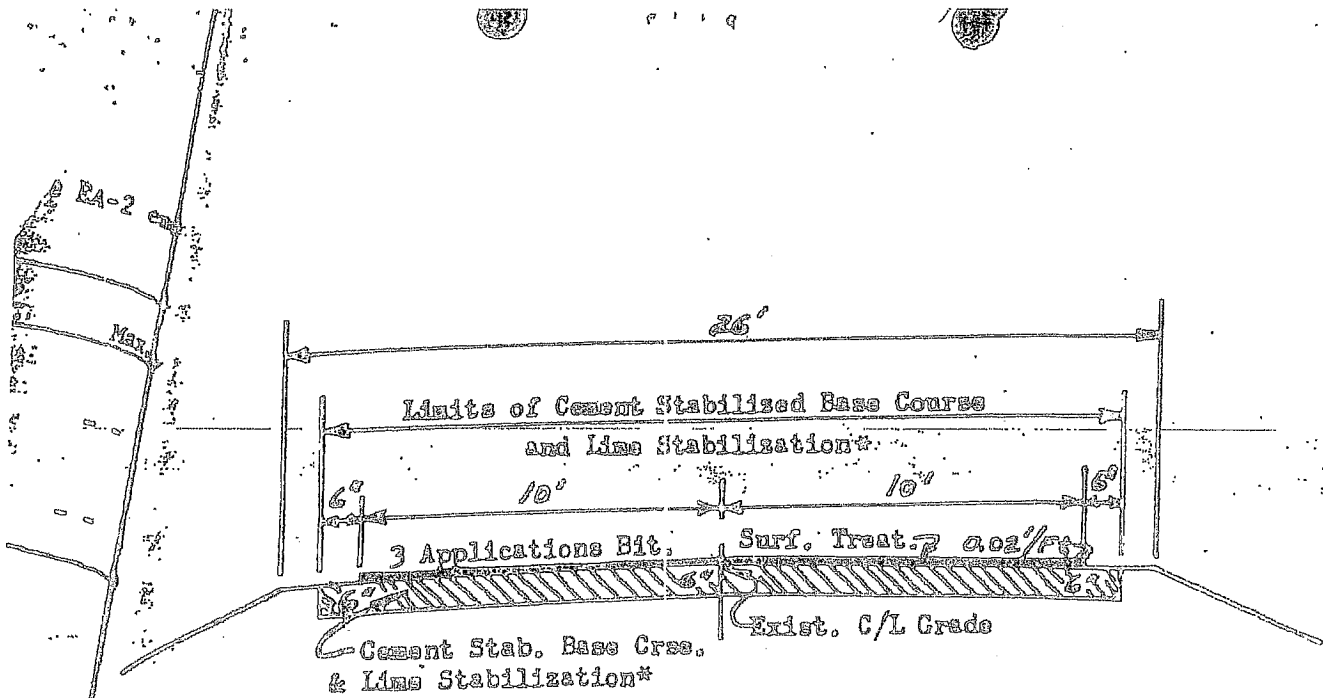 EA-2
Max.
26'
Limits of Cement Stabilized Base Course
and Lime Stabilization*
6" 10' 10' 6"
3 Applications Bit. Surf. Treat. 0.02'/Ft.
6" 6" 6"
Exist. C/L Grade
Cement Stab. Base Crse.
& Lime Stabilization*